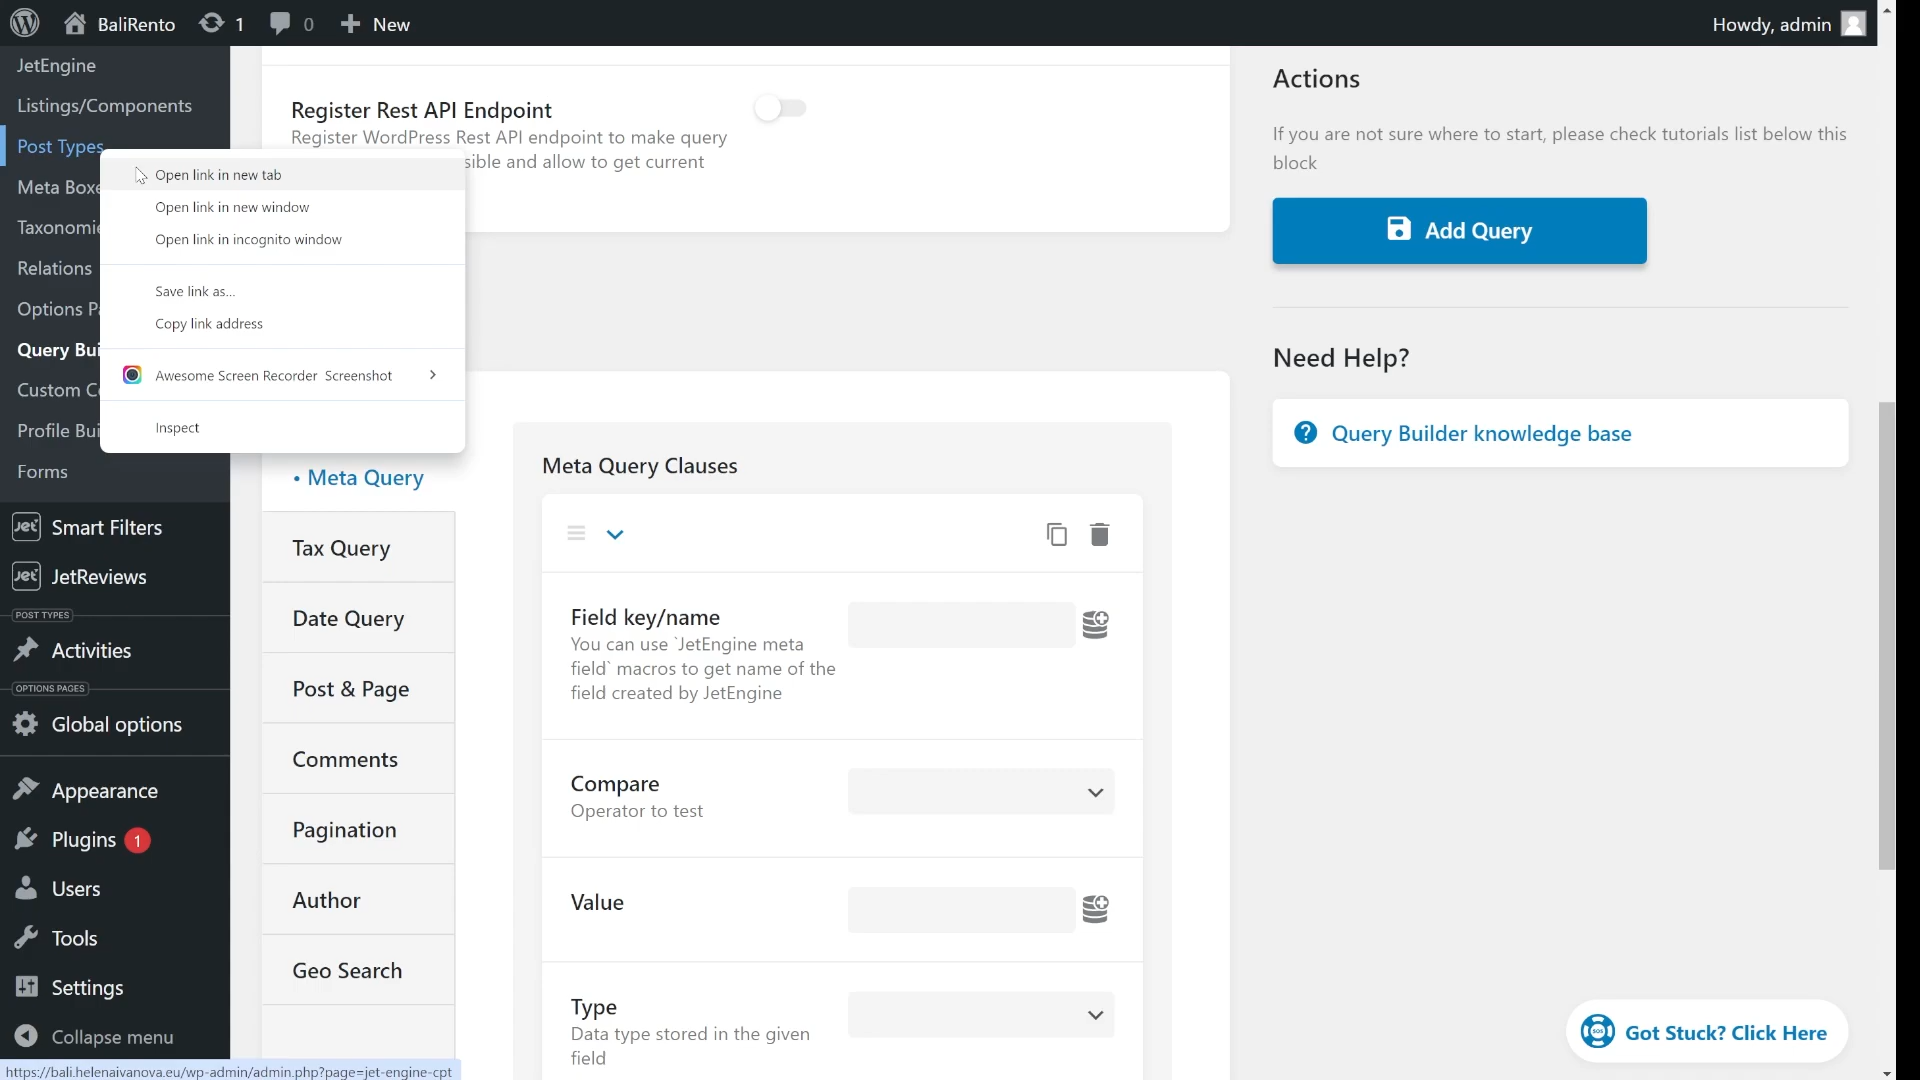 BaliRento 1 0 New Howdy, admin
JetEngine
Listings/Components
Post Types
Meta Boxe
Taxonomie
Relations
Options Pa
Query Bui
Custom Co
Profile Bui
Forms
Jet Smart Filters
Jet JetReviews
POST TYPES
Activities
OPTIONS PAGES
Global options
Appearance
Plugins 1
Users
Tools
Settings
Collapse menu
Open link in new tab
Open link in new window
Open link in incognito window
Save link as...
Copy link address
Awesome Screen Recorder Screenshot
Inspect
Register Rest API Endpoint
Register WordPress Rest API endpoint to make query
sible and allow to get current
• Meta Query
Tax Query
Date Query
Post & Page
Comments
Pagination
Author
Geo Search
Meta Query Clauses
Field key/name
You can use `JetEngine meta
field` macros to get name of the
field created by JetEngine
Compare
Operator to test
Value
Type
Data type stored in the given
field
Actions
If you are not sure where to start, please check tutorials list below this
block
Add Query
Need Help?
? Query Builder knowledge base
SOS Got Stuck? Click Here
https://bali.helenaivanova.eu/wp-admin/admin.php?page=jet-engine-cpt